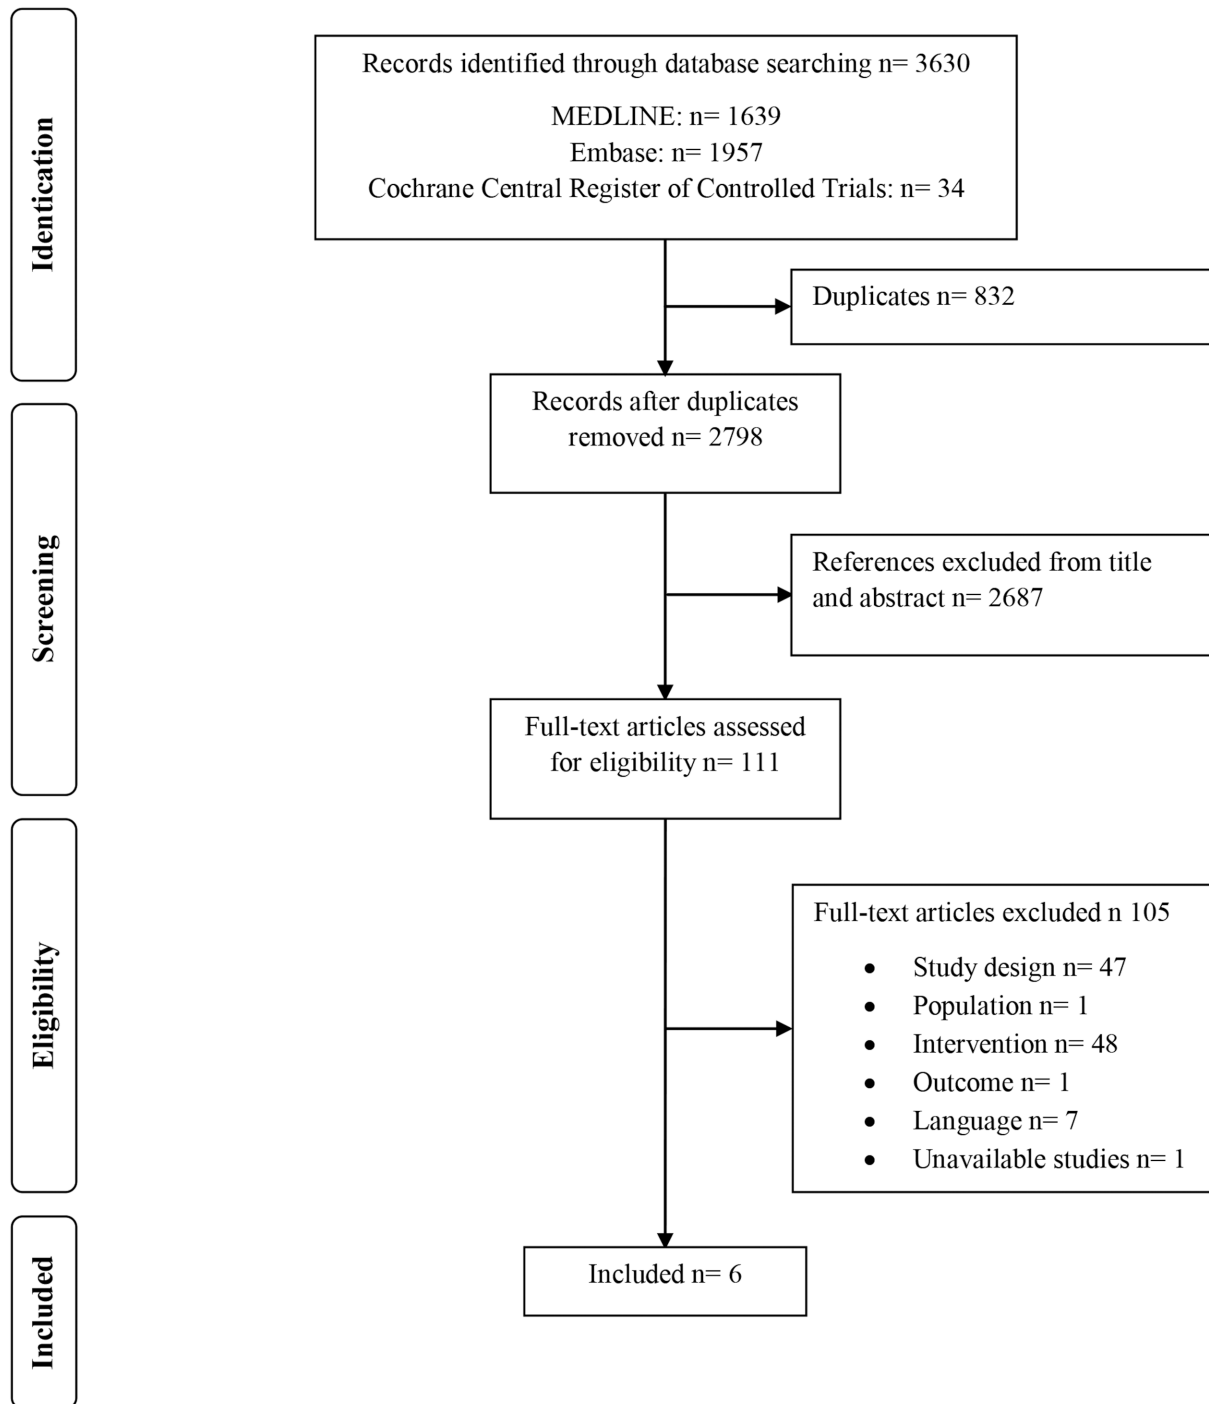 Identication
Records identified through database searching n= 3630
MEDLINE: n= 1639
Embase: n= 1957
Cochrane Central Register of Controlled Trials: n= 34
Duplicates n= 832
Records after duplicates
removed n= 2798
Screening
References excluded from title
and abstract n= 2687
Full-text articles assessed
for eligibility n= 111
Eligibility
Full-text articles excluded n 105
• Study design n= 47
• Population n= 1
• Intervention n= 48
• Outcome n= 1
• Language n= 7
• Unavailable studies n= 1
Included
Included n= 6